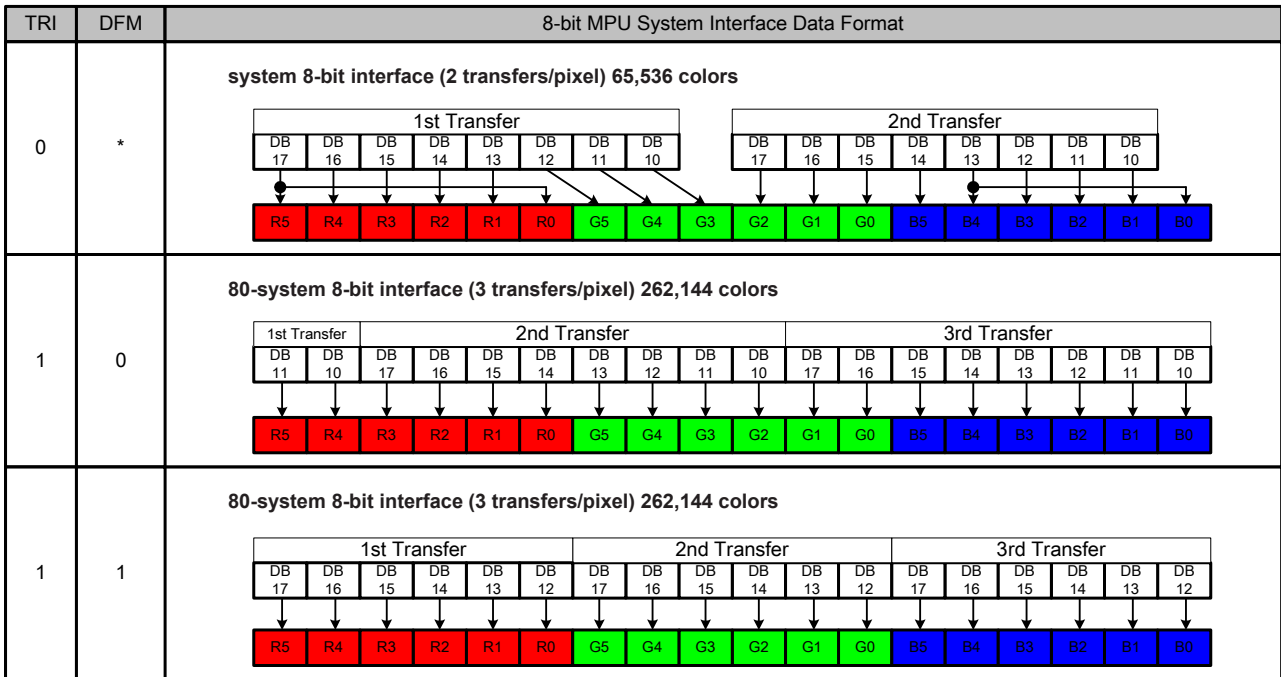 TRI DFM 8-bit MPU System Interface Data Format
0 *
system 8-bit interface (2 transfers/pixel) 65,536 colors
1st Transfer 2nd Transfer
DB DB DB DB DB DB DB DB DB DB DB DB DB DB DB DB
17 16 15 14 13 12 11 10 17 16 15 14 13 12 11 10
R5 R4 R3 R2 R1 R0 G5 G4 G3 G2 G1 G0 B5 B4 B3 B2 B1 B0
1 0
80-system 8-bit interface (3 transfers/pixel) 262,144 colors
1st Transfer 2nd Transfer 3rd Transfer
DB DB DB DB DB DB DB DB DB DB DB DB DB DB DB DB DB DB
11 10 17 16 15 14 13 12 11 10 17 16 15 14 13 12 11 10
R5 R4 R3 R2 R1 R0 G5 G4 G3 G2 G1 G0 B5 B4 B3 B2 B1 B0
1 1
80-system 8-bit interface (3 transfers/pixel) 262,144 colors
1st Transfer 2nd Transfer 3rd Transfer
DB DB DB DB DB DB DB DB DB DB DB DB DB DB DB DB DB DB
17 16 15 14 13 12 17 16 15 14 13 12 17 16 15 14 13 12
R5 R4 R3 R2 R1 R0 G5 G4 G3 G2 G1 G0 B5 B4 B3 B2 B1 B0